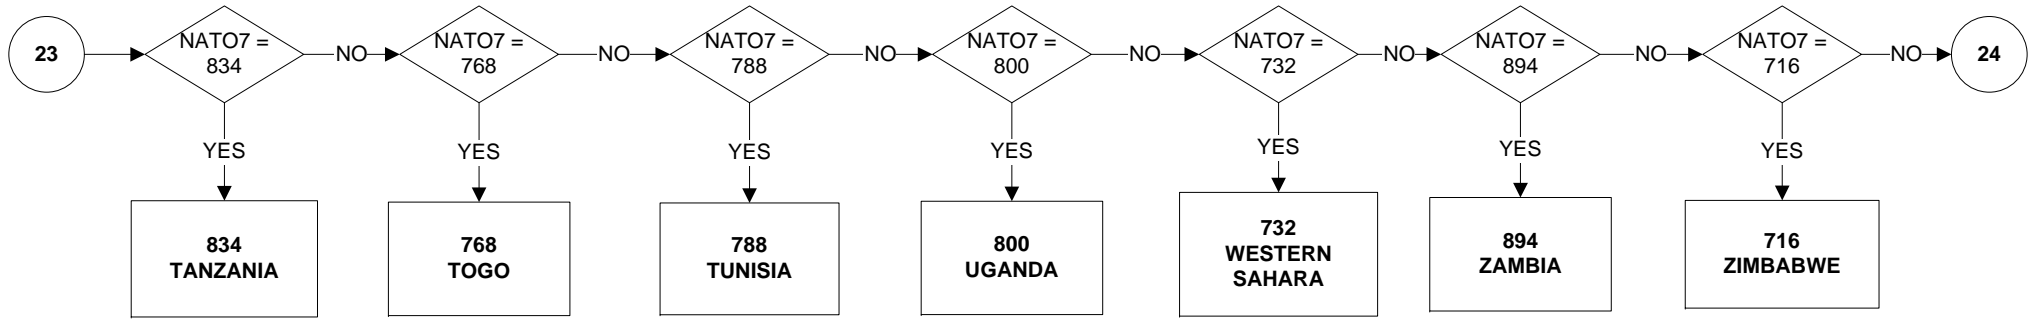 23
NATO7 =
834
NO
NATO7 =
768
NO
NATO7 =
788
NO
NATO7 =
800
NO
NATO7 =
732
NO
NATO7 =
894
NO
NATO7 =
716
NO
24
YES
YES
YES
YES
YES
YES
YES
834
TANZANIA
768
TOGO
788
TUNISIA
800
UGANDA
732
WESTERN
SAHARA
894
ZAMBIA
716
ZIMBABWE